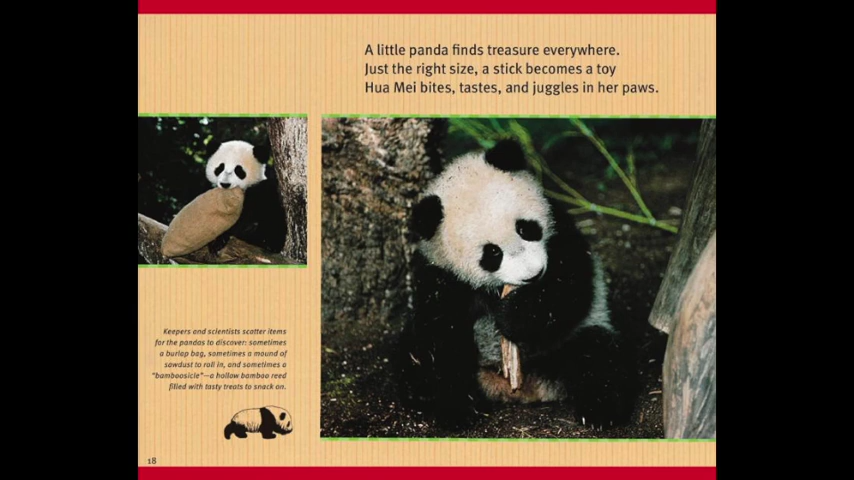 A little panda finds treasure everywhere.
Just the right size, a stick becomes a toy
Hua Mei bites, tastes, and juggles in her paws.
Keepers and scientists scatter items
for the pandas to discover: sometimes
a burlap bag, sometimes a mound of
sawdust to roll in, and sometimes a
"bamboosicle"—a hollow bamboo reed
filled with tasty treats to snack on.
18